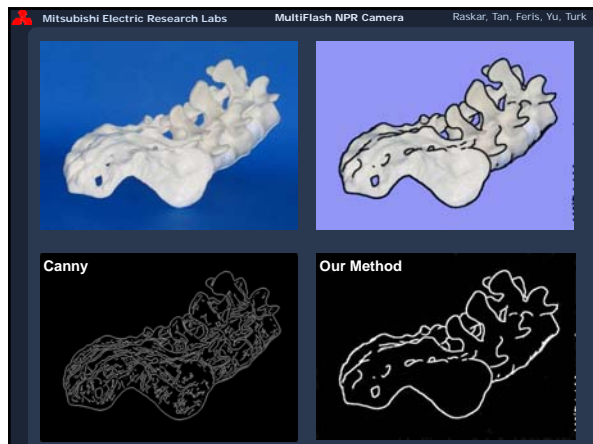 Mitsubishi Electric Research Labs MultiFlash NPR Camera Raskar, Tan, Feris, Yu, Turk
Canny
Our Method